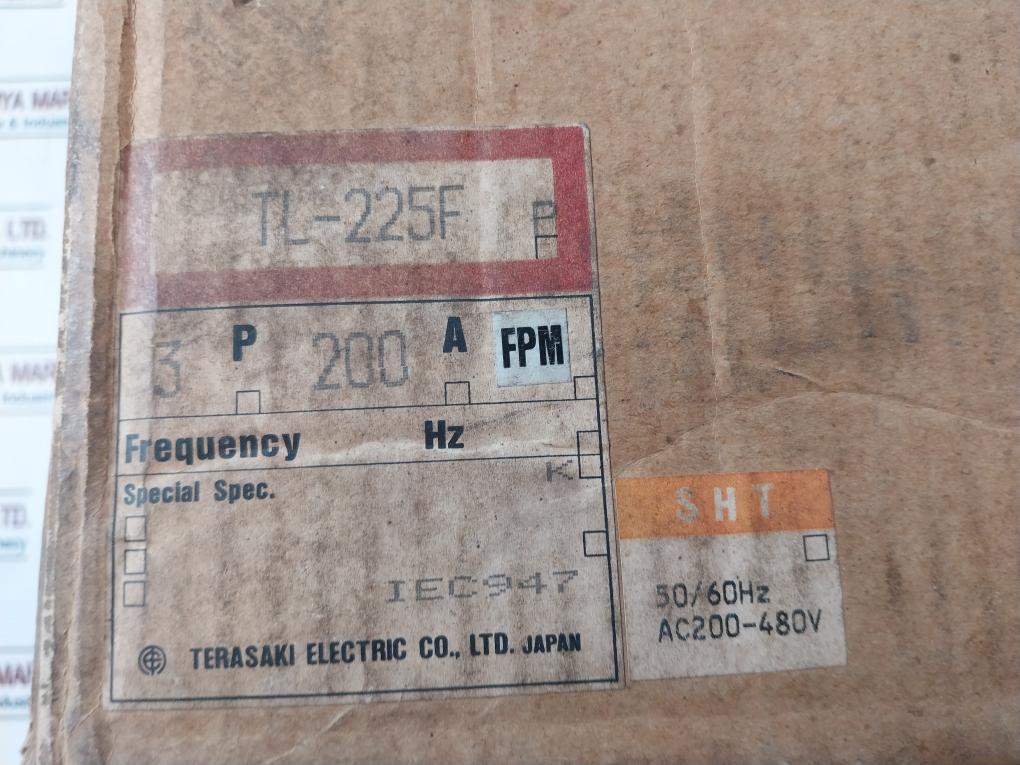 TL-225F
P
3 P 200 A FPM
Frequency Hz
K
Special Spec.
IEC947
TERASAKI ELECTRIC CO., LTD. JAPAN
SHT
50/60Hz
AC200-480V
LTD.